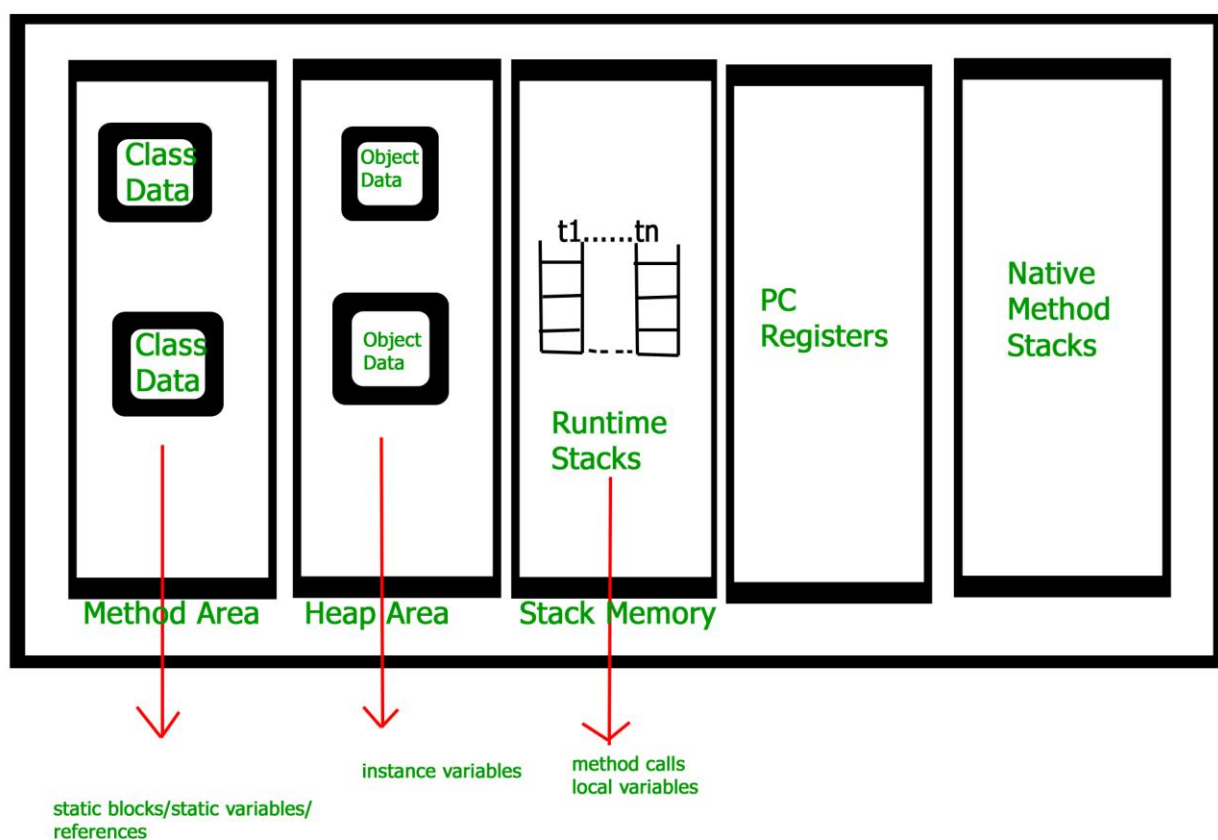 Class
Data
Class
Data
Method Area
Object
Data
Object
Data
Heap Area
t1......tn
Runtime
Stacks
Stack Memory
PC
Registers
Native
Method
Stacks
static blocks/static variables/
references
instance variables
method calls
local variables